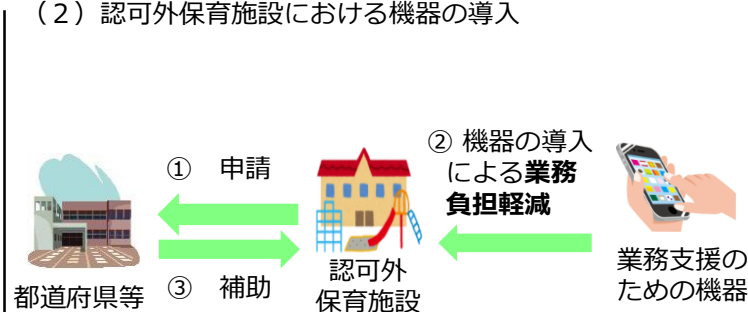 （２）認可外保育施設における機器の導入
② 機器の導入
による業務
負担軽減
①　申請
③　補助
都道府県等
認可外
保育施設
業務支援の
ための機器